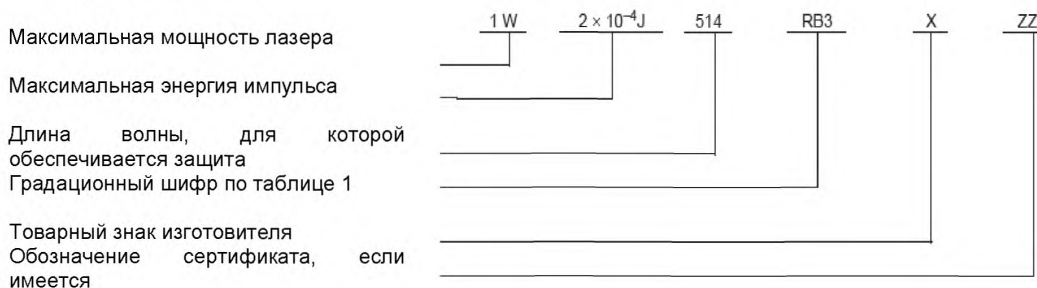 1 W 2 × 10⁻⁴J 514 RB3 X ZZ
Максимальная мощность лазера
Максимальная энергия импульса
Длина волны, для которой
обеспечивается защита
Градационный шифр по таблице 1
Товарный знак изготовителя
Обозначение сертификата, если
имеется